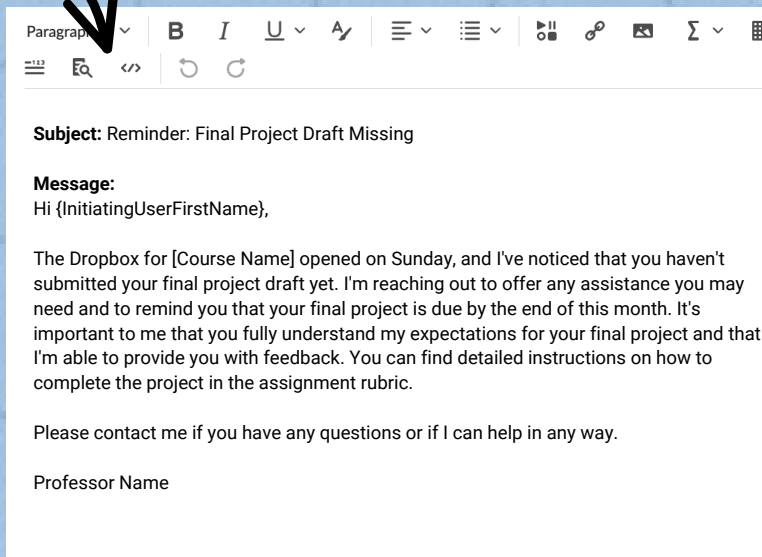 Paragrap
B I U
Subject: Reminder: Final Project Draft Missing
Message:
Hi {InitiatingUserFirstName},
The Dropbox for [Course Name] opened on Sunday, and I've noticed that you haven't
submitted your final project draft yet. I'm reaching out to offer any assistance you may
need and to remind you that your final project is due by the end of this month. It's
important to me that you fully understand my expectations for your final project and that
I'm able to provide you with feedback. You can find detailed instructions on how to
complete the project in the assignment rubric.
Please contact me if you have any questions or if I can help in any way.
Professor Name